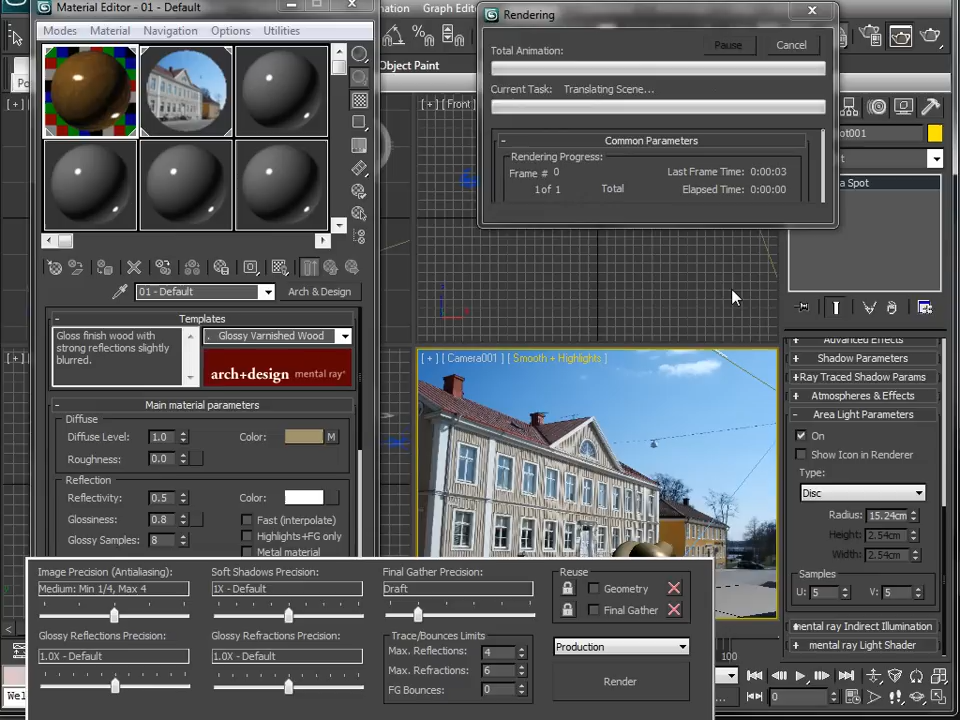 Material Editor - 01 - Default
Modes Material Navigation Options Utilities
Animation Graph Edit
Object Paint
Rendering
Total Animation: Pause Cancel
Current Task: Translating Scene...
- Common Parameters
Rendering Progress:
Frame # 0 Last Frame Time: 0:00:03
1 of 1 Total Elapsed Time: 0:00:00
[ + ] [ Front
01 - Default Arch & Design
- Templates
Gloss finish wood with
strong reflections slightly
blurred.
Glossy Varnished Wood
arch+design mental ray
- Main material parameters
Diffuse
Diffuse Level: 1.0 Color: M
Roughness: 0.0
Reflection
Reflectivity: 0.5 Color:
Glossiness: 0.8 Fast (interpolate)
Highlights+FG only
Glossy Samples: 8
Metal material
[ + ] [ Camera001 ] [ Smooth + Highlights ]
Advanced Effects
+ Shadow Parameters
+Ray Traced Shadow Params
+ Atmospheres & Effects
- Area Light Parameters
On
Show Icon in Renderer
Type:
Disc
Radius: 15.24cm
Height: 2.54cm
Width: 2.54cm
Samples
U: 5 V: 5
mental ray Indirect Illumination
+ mental ray Light Shader
Image Precision (Antialiasing):
Medium: Min 1/4, Max 4
Soft Shadows Precision:
1X - Default
Final Gather Precision:
Draft
Reuse
Geometry
Final Gather
Glossy Reflections Precision:
1.0X - Default
Glossy Refractions Precision:
1.0X - Default
Trace/Bounces Limits
Max. Reflections: 4
Max. Refractions: 6
FG Bounces: 0
Production
Render
100
0